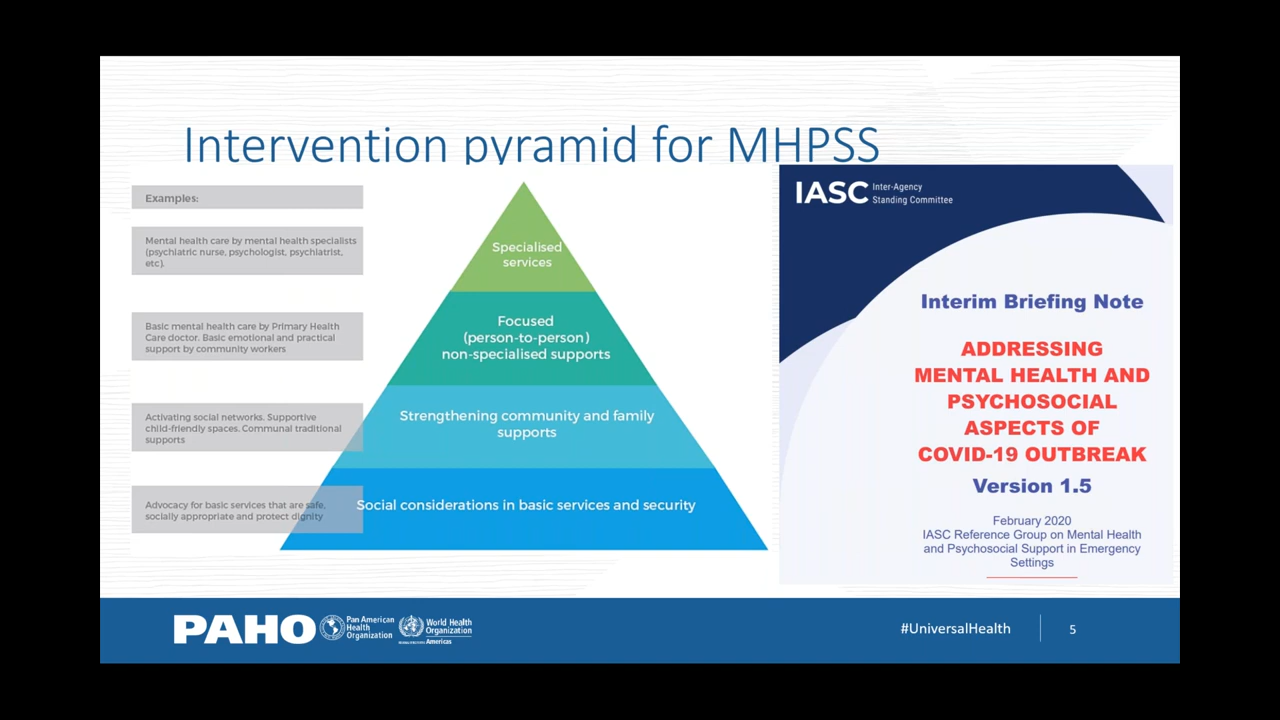 Intervention pyramid for MHPSS
Examples:
Mental health care by mental health specialists
(psychiatric nurse, psychologist, psychiatrist,
etc).
Basic mental health care by Primary Health
Care doctor. Basic emotional and practical
support by community workers
Activating social networks. Supportive
child-friendly spaces. Communal traditional
supports
Advocacy for basic services that are safe,
socially appropriate and protect dignity
Specialised
services
Focused
(person-to-person)
non-specialised supports
Strengthening community and family
supports
Social considerations in basic services and security
IASC Inter-Agency
Standing Committee
Interim Briefing Note
ADDRESSING
MENTAL HEALTH AND
PSYCHOSOCIAL
ASPECTS OF
COVID-19 OUTBREAK
Version 1.5
February 2020
IASC Reference Group on Mental Health
and Psychosocial Support in Emergency
Settings
PAHO
Pan American
Health
Organization
World Health
Organization
Americas
#UniversalHealth
5